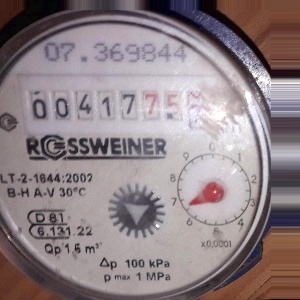 07.369844
0041775
ROSSWEINER
LT-2-1644:2002
B-H A-V 30°C
D 81
6.131.22
Qp 1,5 m³
x0,0001
Δp 100 kPa
p max 1 MPa